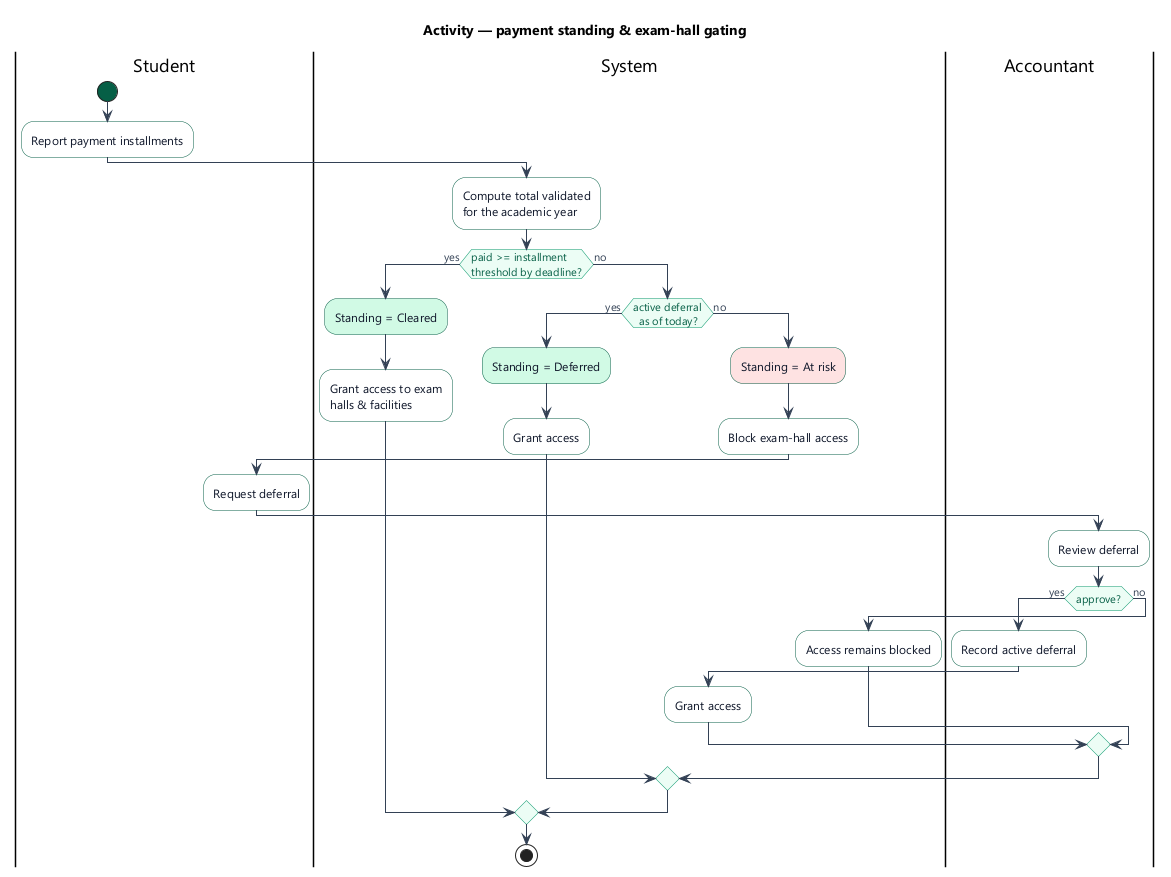 Activity — payment standing & exam-hall gating
Student
System
Accountant
Report payment installments
Compute total validated
for the academic year
yes
paid >= installment
threshold by deadline?
no
Standing = Cleared
yes
active deferral
as of today?
no
Grant access to exam
halls & facilities
Standing = Deferred
Standing = At risk
Grant access
Block exam-hall access
Request deferral
Review deferral
yes
approve?
no
Access remains blocked
Record active deferral
Grant access